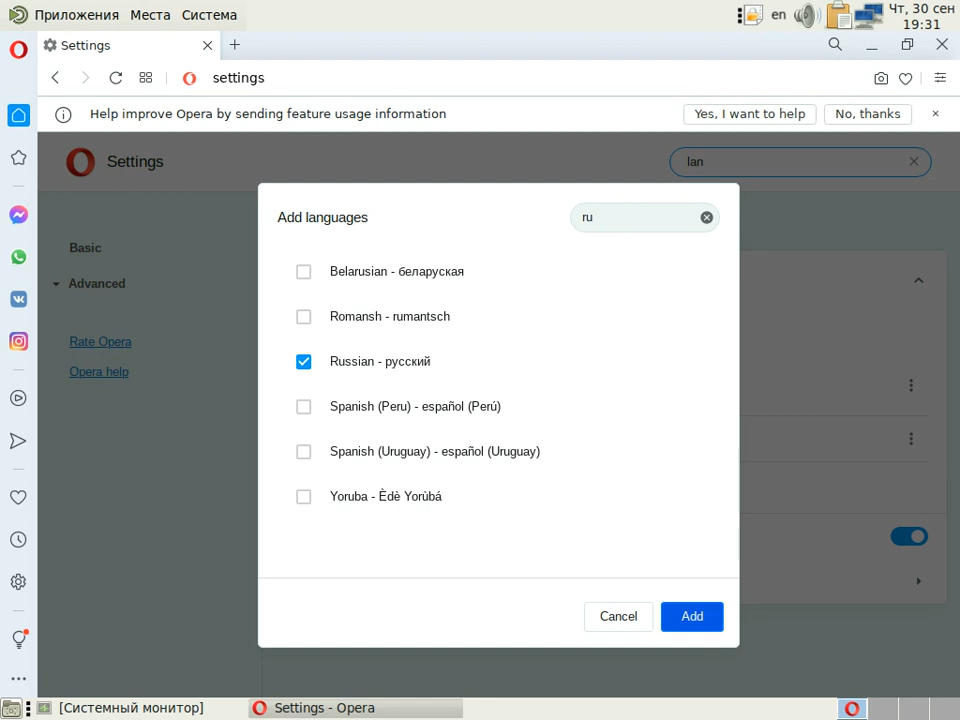 Приложения Места Система
en
Чт, 30 сен
19:31
Settings
settings
Help improve Opera by sending feature usage information
Yes, I want to help
No, thanks
Settings
lan
Add languages
ru
Basic
Advanced
Rate Opera
Opera help
Belarusian - беларуская
Romansh - rumantsch
Russian - русский
Spanish (Peru) - español (Perú)
Spanish (Uruguay) - español (Uruguay)
Yoruba - Èdè Yorùbá
Cancel
Add
[Системный монитор]
Settings - Opera